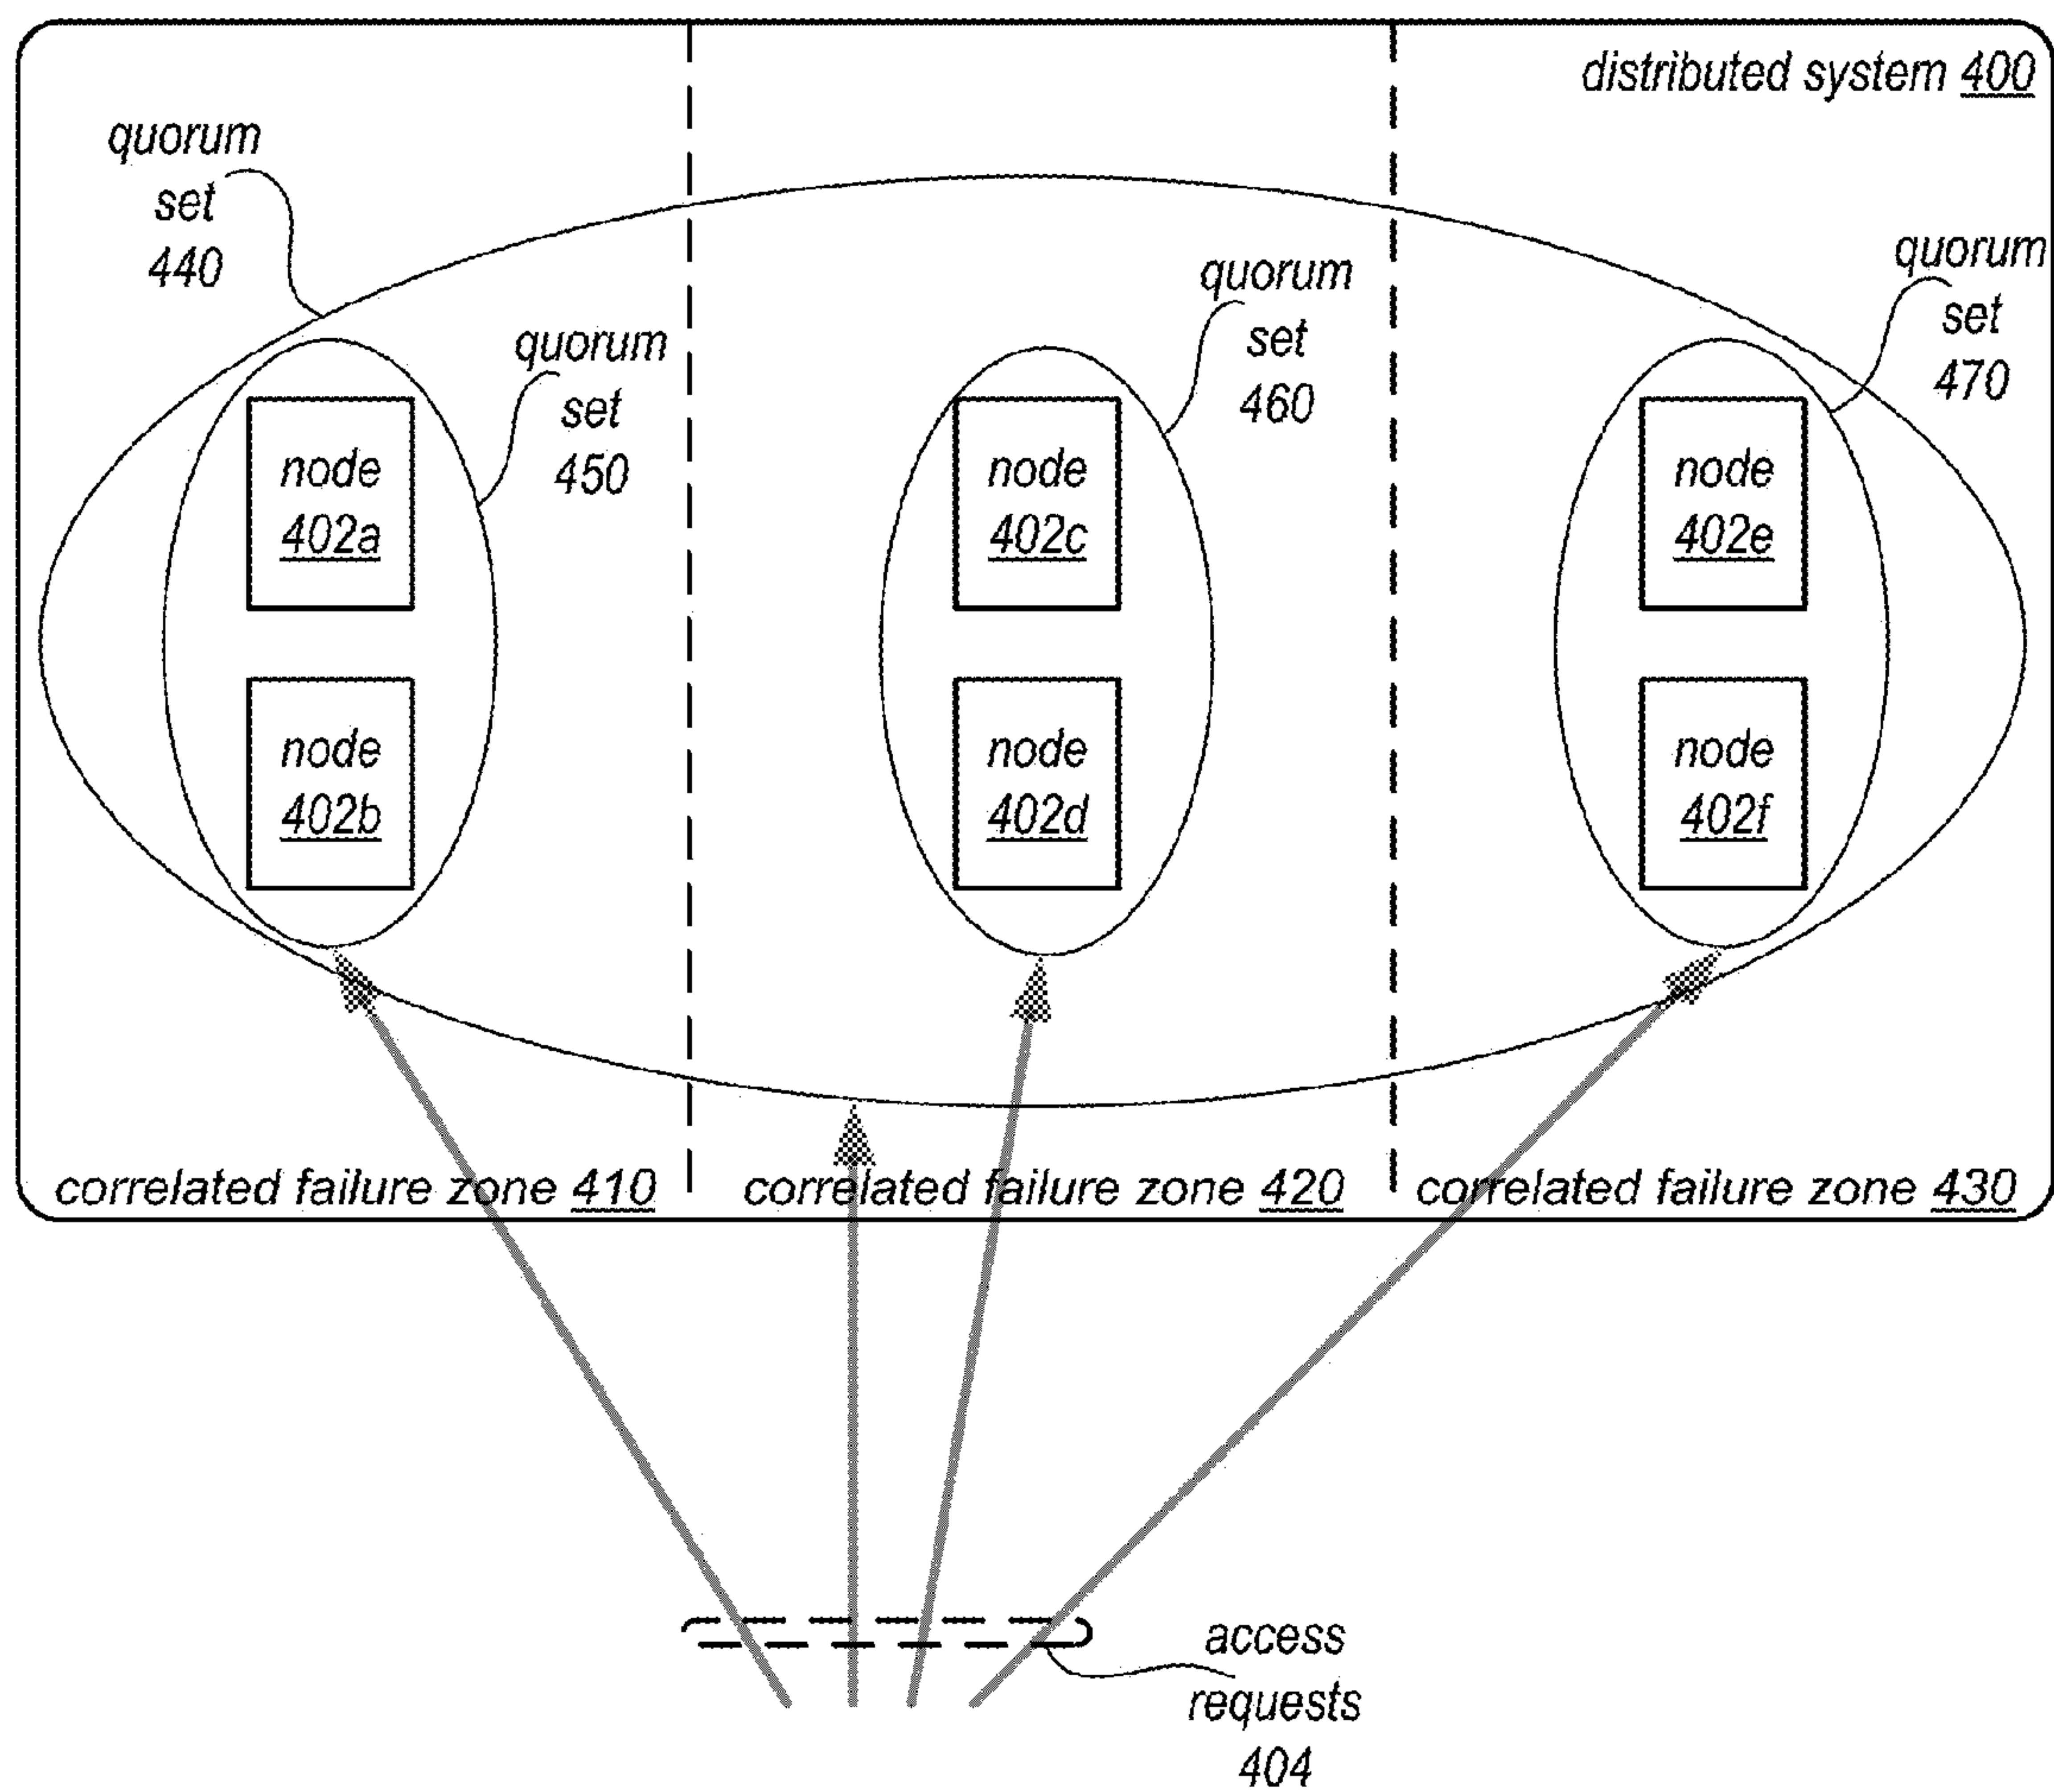 distributed system 400
quorum
set
440
quorum
set
450
quorum
set
460
quorum
set
470
node
402a
node
402c
node
402e
node
402b
node
402d
node
402f
correlated failure zone 410
correlated failure zone 420
correlated failure zone 430
access
requests
404